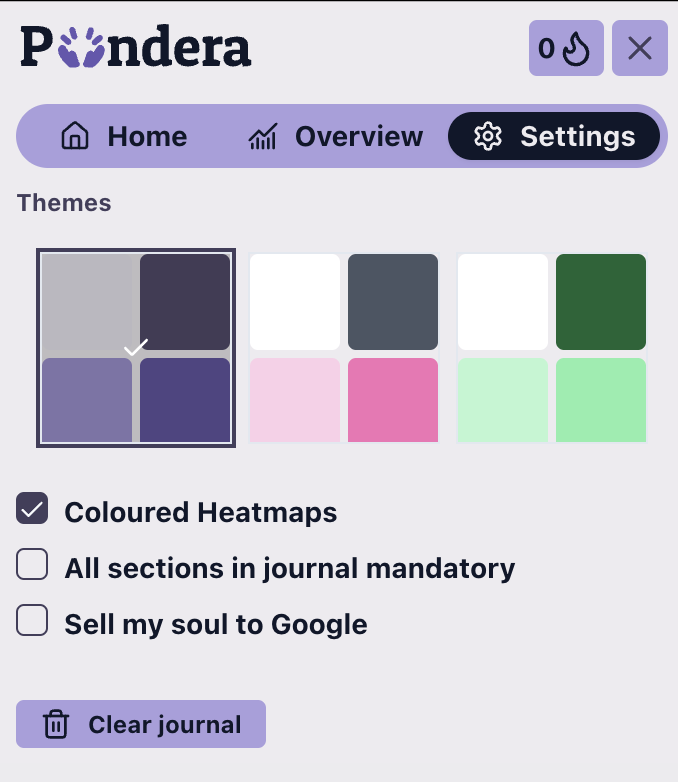 Pondera
0
Home Overview Settings
Themes
Coloured Heatmaps
All sections in journal mandatory
Sell my soul to Google
Clear journal